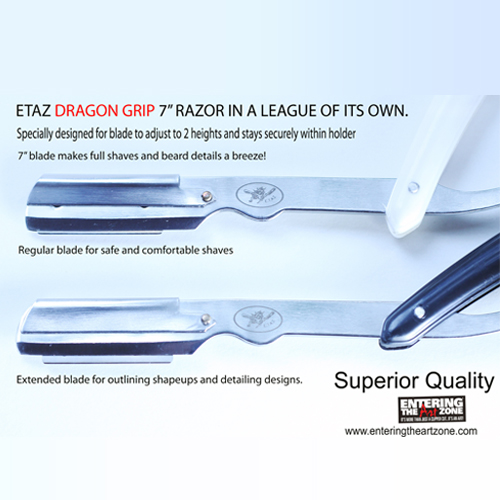 ETAZ DRAGON GRIP 7” RAZOR IN A LEAGUE OF ITS OWN.
Specially designed for blade to adjust to 2 heights and stays securely within holder
7” blade makes full shaves and beard details a breeze!
Regular blade for safe and comfortable shaves
Extended blade for outlining shapeups and detailing designs.
Superior Quality
ENTERING
THE Art ZONE
www.enteringtheartzone.com